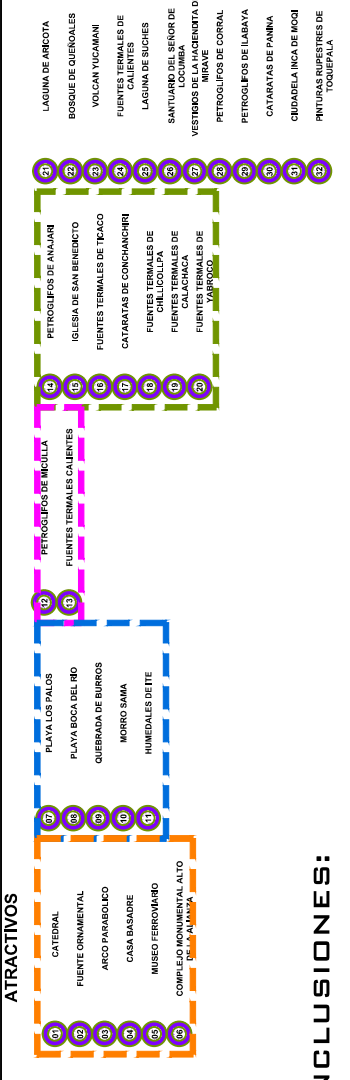 ATRACTIVOS
01 CATEDRAL
02 FUENTE ORNAMENTAL
03 ARCO PARABOLICO
04 CASA BASADRE
05 MUSEO FERROVIARIO
06 COMPLEJO MONUMENTAL ALTO
DE LA ALIANZA
07 PLAYA LOS PALOS
08 PLAYA BOCA DEL RIO
09 QUEBRADA DE BURROS
10 MORRO SAMA
11 HUMEDALES DE ITE
12 PETROGLIFOS DE MICULLA
13 FUENTES TERMALES CALIENTES
14 PETROGLIFOS DE ANAJARI
15 IGLESIA DE SAN BENEDICTO
16 FUENTES TERMALES DE TICACO
17 CATARATAS DE CONCHANCHIRI
18 FUENTES TERMALES DE
CHILLICOLLPA
19 FUENTES TERMALES DE
CALACHACA
20 FUENTES TERMALES DE
YABROCO
21 LAGUNA DE ARICOTA
22 BOSQUE DE QUEÑOALES
23 VOLCAN YUCAMANI
24 FUENTES TERMALES DE
CALIENTES
25 LAGUNA DE SUCHES
26 SANTUARIO DEL SEÑOR DE
LOCUMBA
27 VESTIGIOS DE LA HACIENDITA D
MIRAVE
28 PETROGLIFOS DE CORRAL
29 PETROGLIFOS DE ILABAYA
30 CATARATAS DE PANINA
31 CIUDADELA INCA DE MOQI
32 PINTURAS RUPESTRES DE
TOQUEPALA
NCLUSIONES: